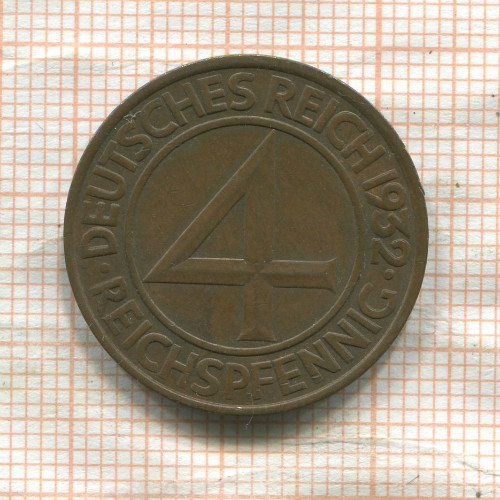 · DEUTSCHES REICH 1932 ·
4
REICHSPFENNIG